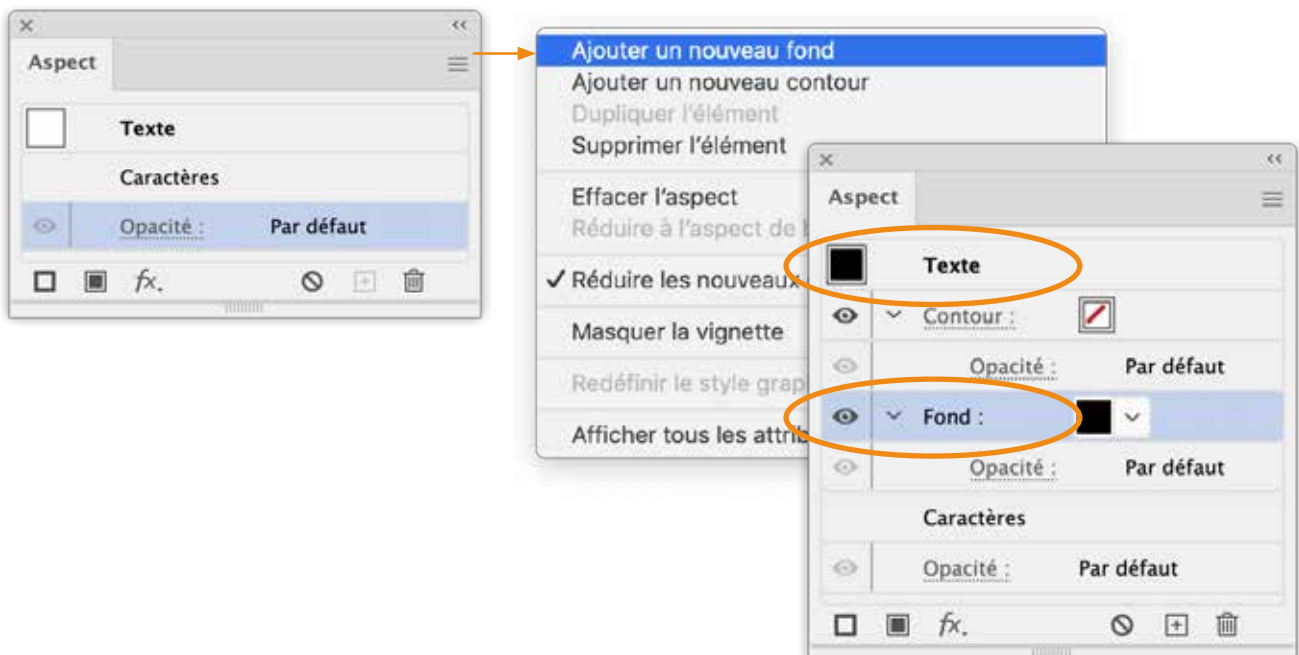 Aspect
Texte
Caractères
Opacité : Par défaut
fx.
Ajouter un nouveau fond
Ajouter un nouveau contour
Dupliquer l'élément
Supprimer l'élément
Effacer l'aspect
Réduire à l'aspect de
✓ Réduire les nouveaux
Masquer la vignette
Redéfinir le style
Afficher tous les
Aspect
Texte
Contour :
Opacité : Par défaut
Fond :
Opacité : Par défaut
Caractères
Opacité : Par défaut
fx.